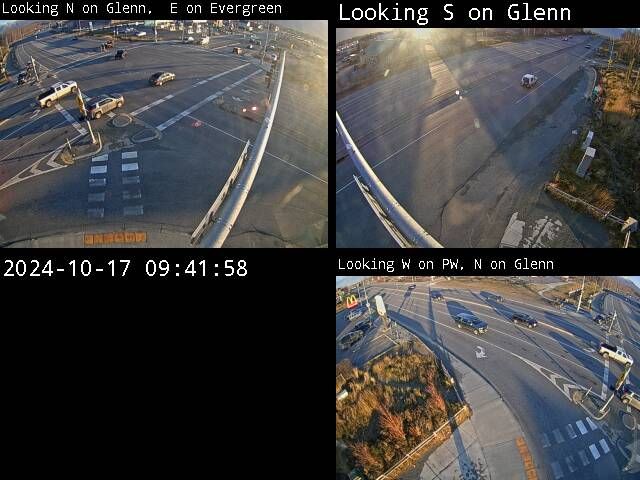 Looking N on Glenn,  E on Evergreen
Looking S on Glenn
2024-10-17 09:41:58
Looking W on PW, N on Glenn